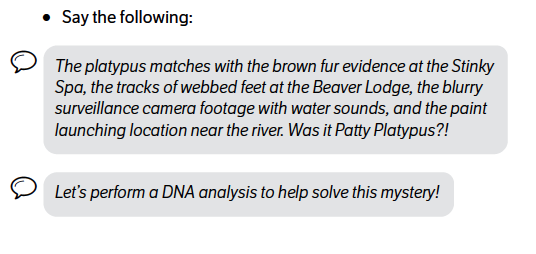 • Say the following:
The platypus matches with the brown fur evidence at the Stinky
Spa, the tracks of webbed feet at the Beaver Lodge, the blurry
surveillance camera footage with water sounds, and the paint
launching location near the river. Was it Patty Platypus?!
Let's perform a DNA analysis to help solve this mystery!